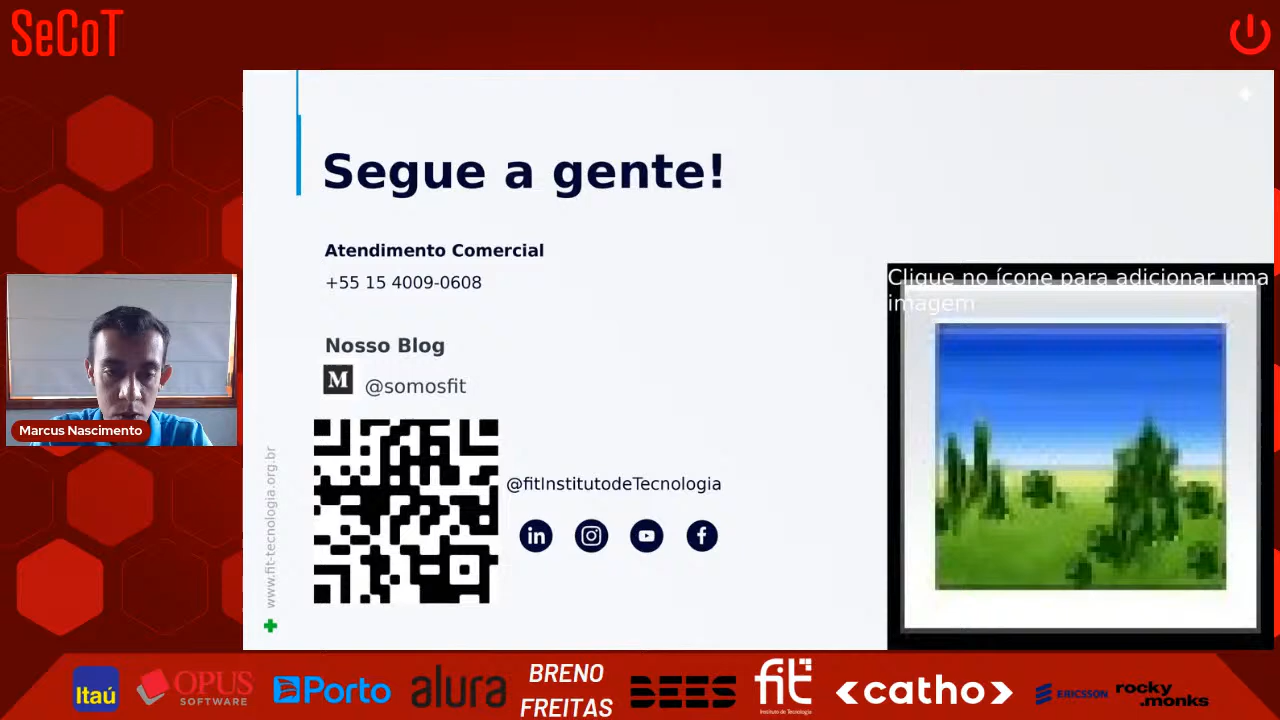 SeCoT
Segue a gente!
Atendimento Comercial
+55 15 4009-0608
Nosso Blog
M @somosfit
@fitInstitutodeTecnologia
in
f
www.fit-tecnologia.org.br
Clique no ícone para adicionar uma
imagem
Marcus Nascimento
Itaú
OPUS
SOFTWARE
Porto
alura
BRENO
FREITAS
BEES
fit
Instituto de Tecnologia
catho
ERICSSON
rocky
.monks